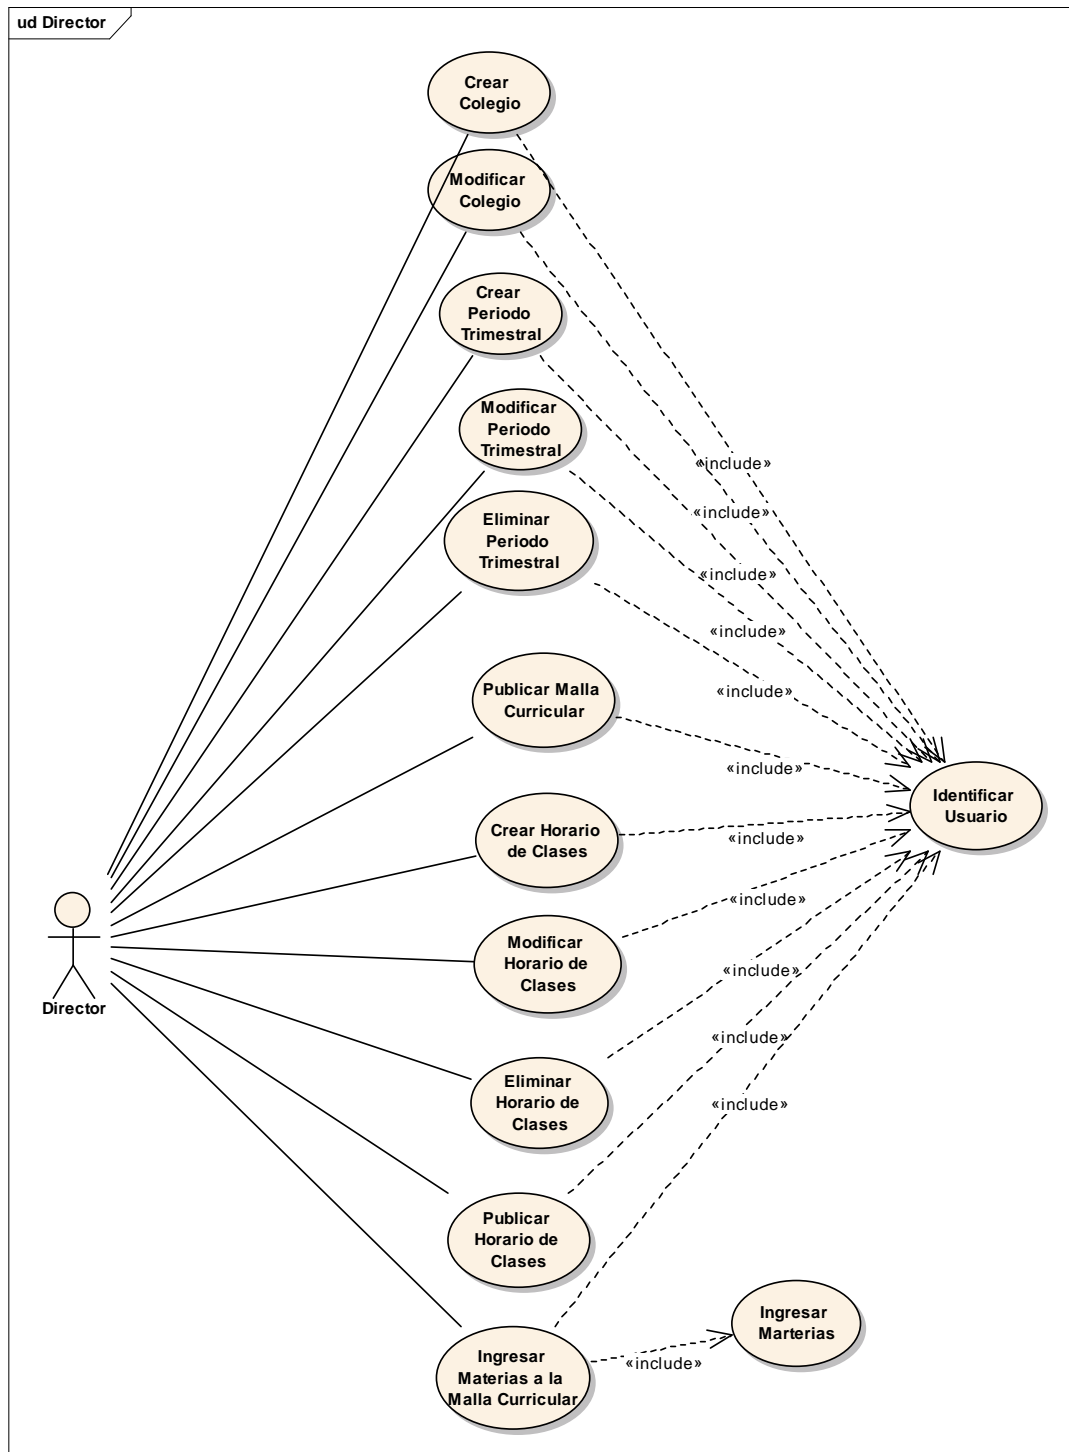 ud Director
Crear
Colegio
Modificar
Colegio
Crear
Periodo
Trimestral
Modificar
Periodo
Trimestral
«include»
«include»
Eliminar
Periodo
Trimestral
«include»
«include»
Publicar Malla
Curricular
«include»
«include»
Identificar
Usuario
Crear Horario
de Clases
«include»
«include»
Modificar
Horario de
Clases
«include»
Director
«include»
Eliminar
Horario de
Clases
«include»
Publicar
Horario de
Clases
Ingresar
Marterias
Ingresar
Materias a la
Malla Curricular
«include»